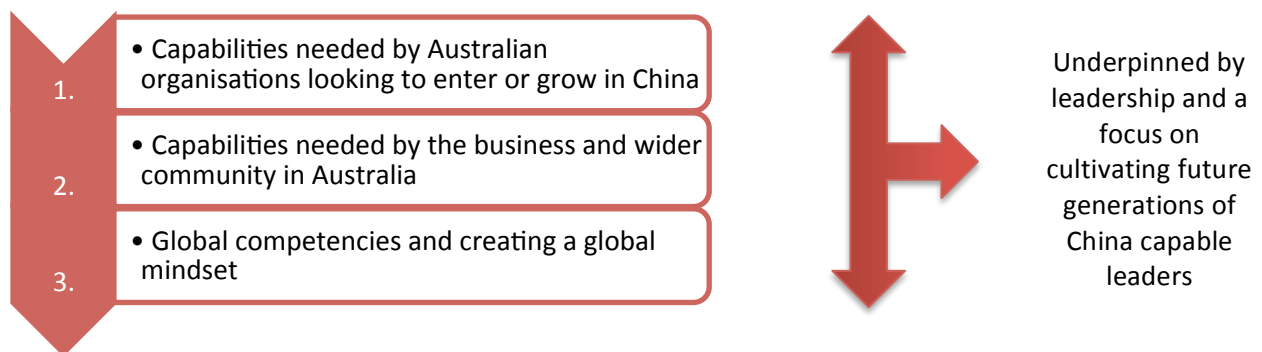 1.
• Capabilities needed by Australian
organisations looking to enter or grow in China
2.
• Capabilities needed by the business and wider
community in Australia
3.
• Global competencies and creating a global
mindset
Underpinned by
leadership and a
focus on
cultivating future
generations of
China capable
leaders